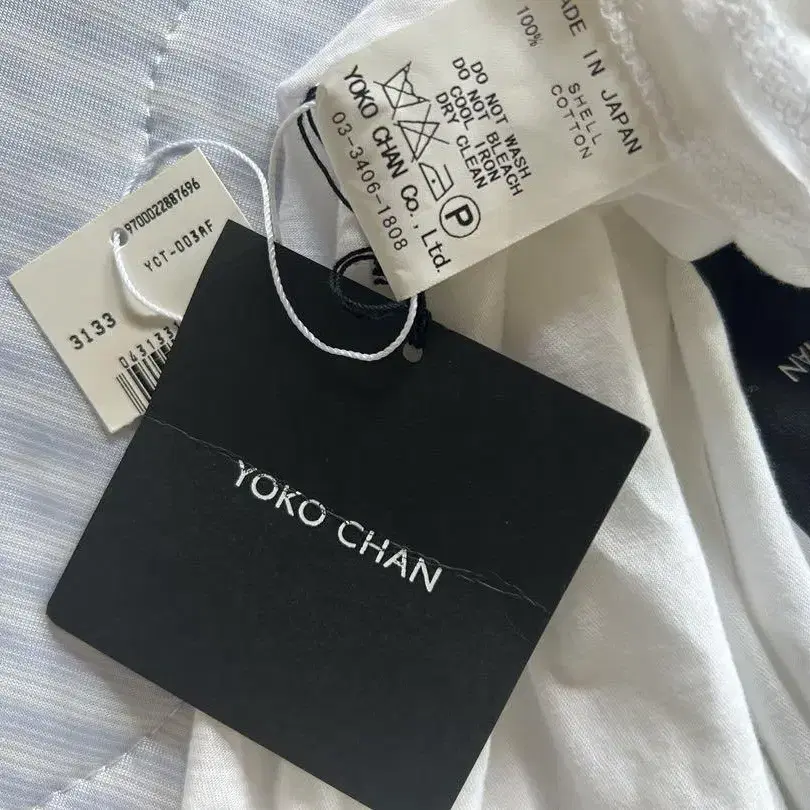 9700022887696
YCT-003AF
3133
YOKO CHAN
MADE IN JAPAN
SHELL
100%
COTTON
DO NOT WASH
DO NOT BLEACH
COOL IRON
DRY CLEAN
P
YOKO CHAN Co., Ltd.
03-3406-1808